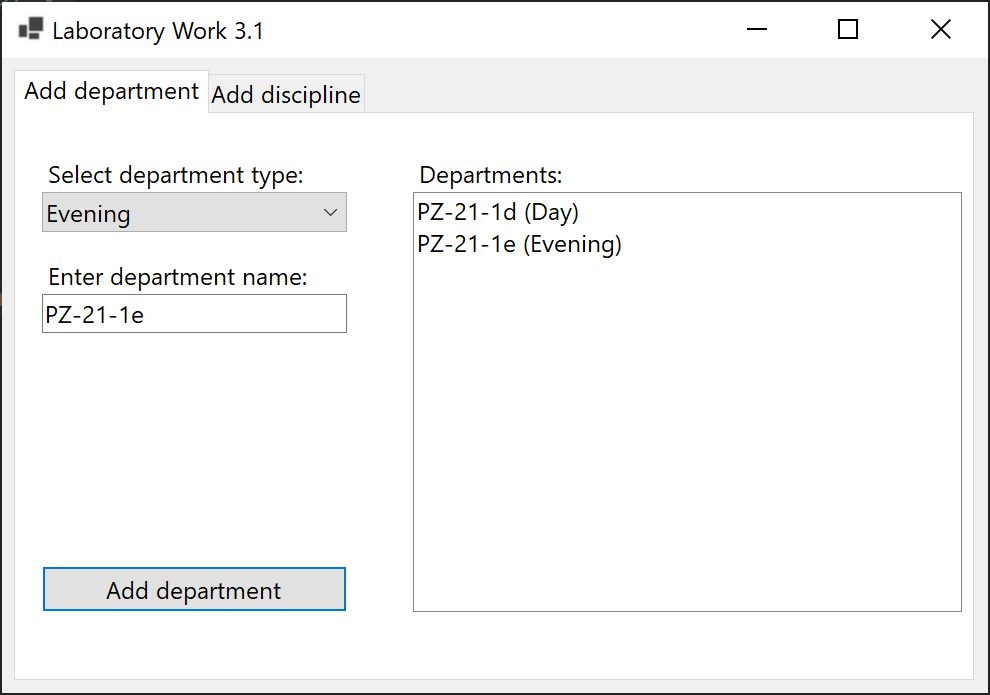 Laboratory Work 3.1
Add department
Add discipline
Select department type:
Evening
Enter department name:
PZ-21-1e
Add department
Departments:
PZ-21-1d (Day)
PZ-21-1e (Evening)